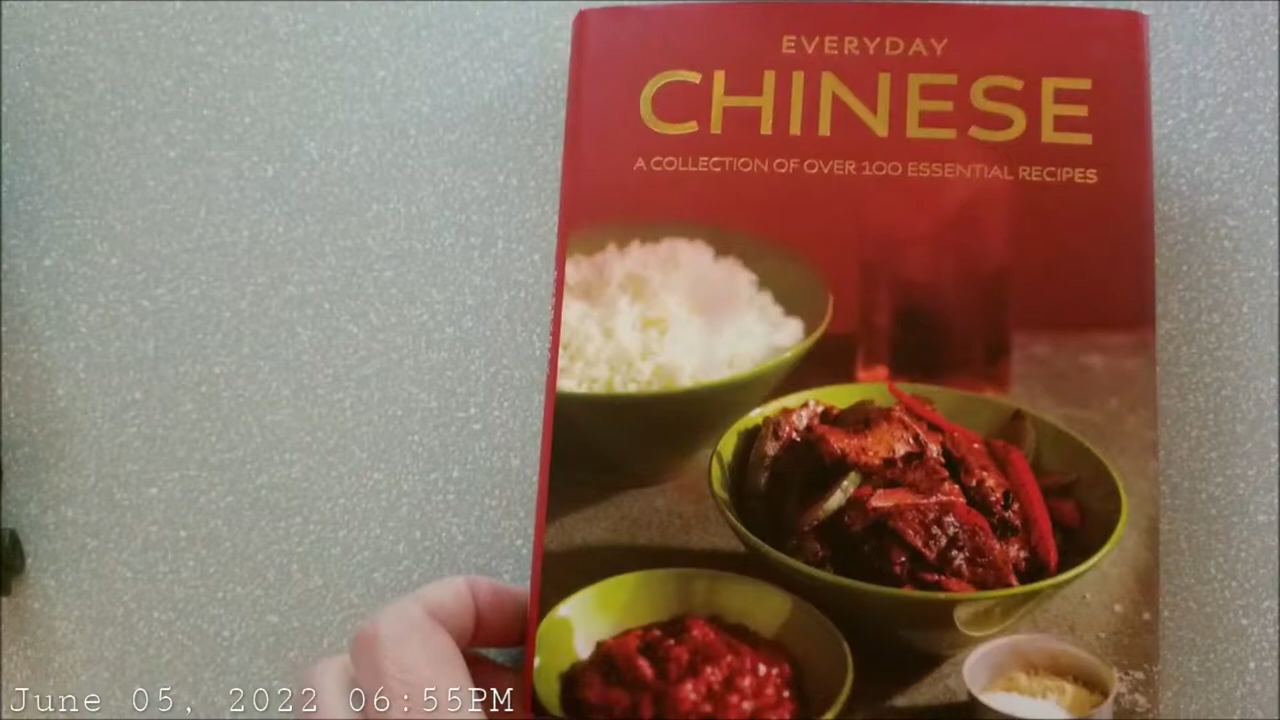 EVERYDAY
CHINESE
A COLLECTION OF OVER 100 ESSENTIAL RECIPES
June 05, 2022 06:55PM